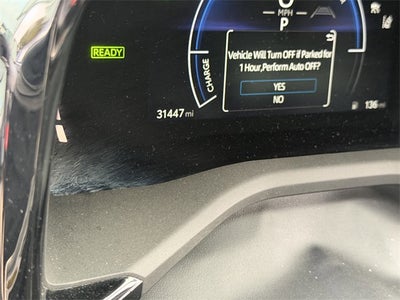 MPH
P
READY
CHARGE
Vehicle Will Turn OFF if Parked for
1 Hour,Perform Auto OFF?
YES
NO
31447 mi
136 mi